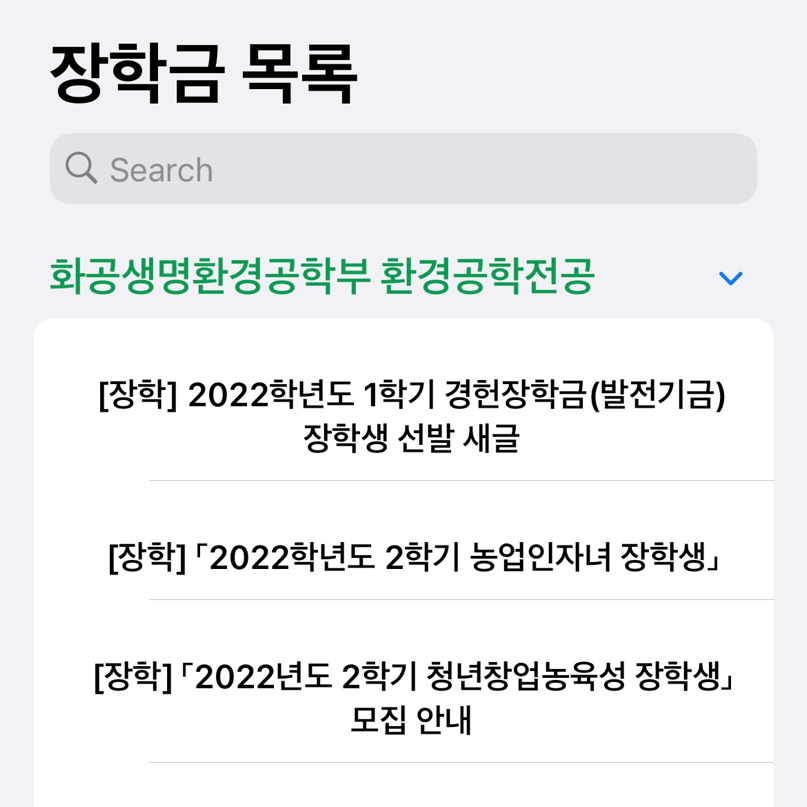 장학금 목록
Search
화공생명환경공학부 환경공학전공
[장학] 2022학년도 1학기 경헌장학금(발전기금)
장학생 선발 새글
[장학]「2022학년도 2학기 농업인자녀 장학생」
[장학]「2022년도 2학기 청년창업농육성 장학생」
모집 안내